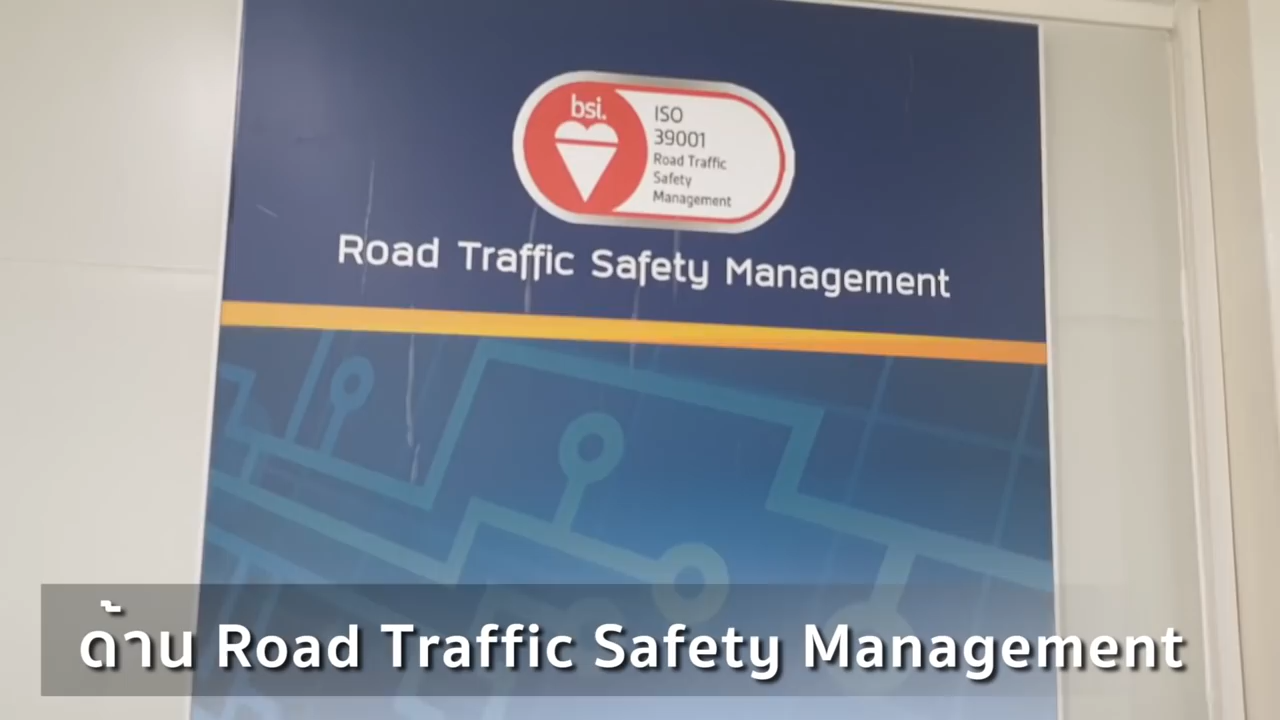 bsi.
ISO
39001
Road Traffic
Safety
Management
Road Traffic Safety Management
ด้าน Road Traffic Safety Management